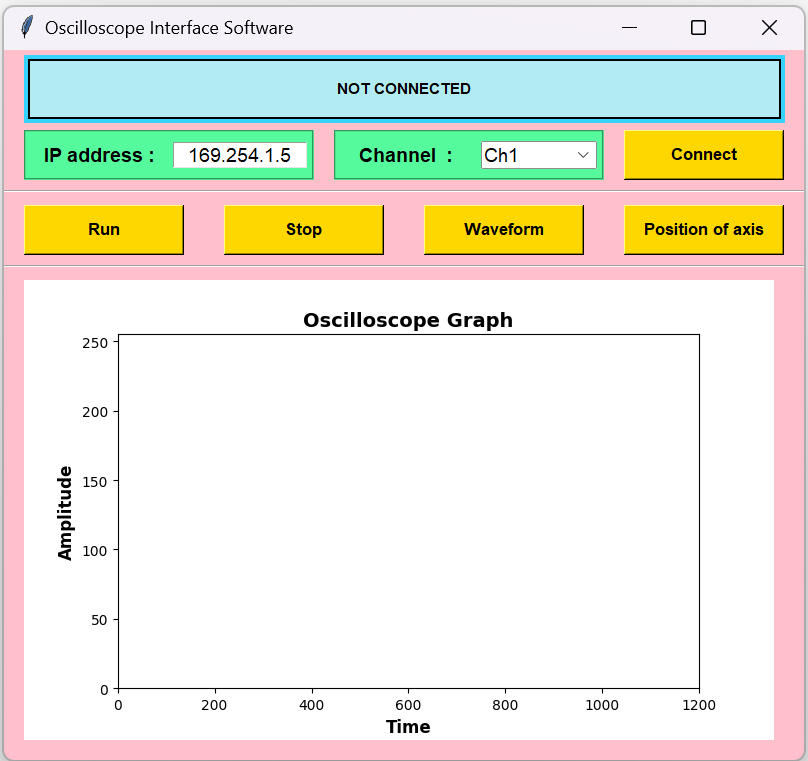 Oscilloscope Interface Software
NOT CONNECTED
IP address : 169.254.1.5 Channel : Ch1 Connect
Run Stop Waveform Position of axis
Oscilloscope Graph
250
200
150
100
50
0
Amplitude
0 200 400 600 800 1000 1200
Time